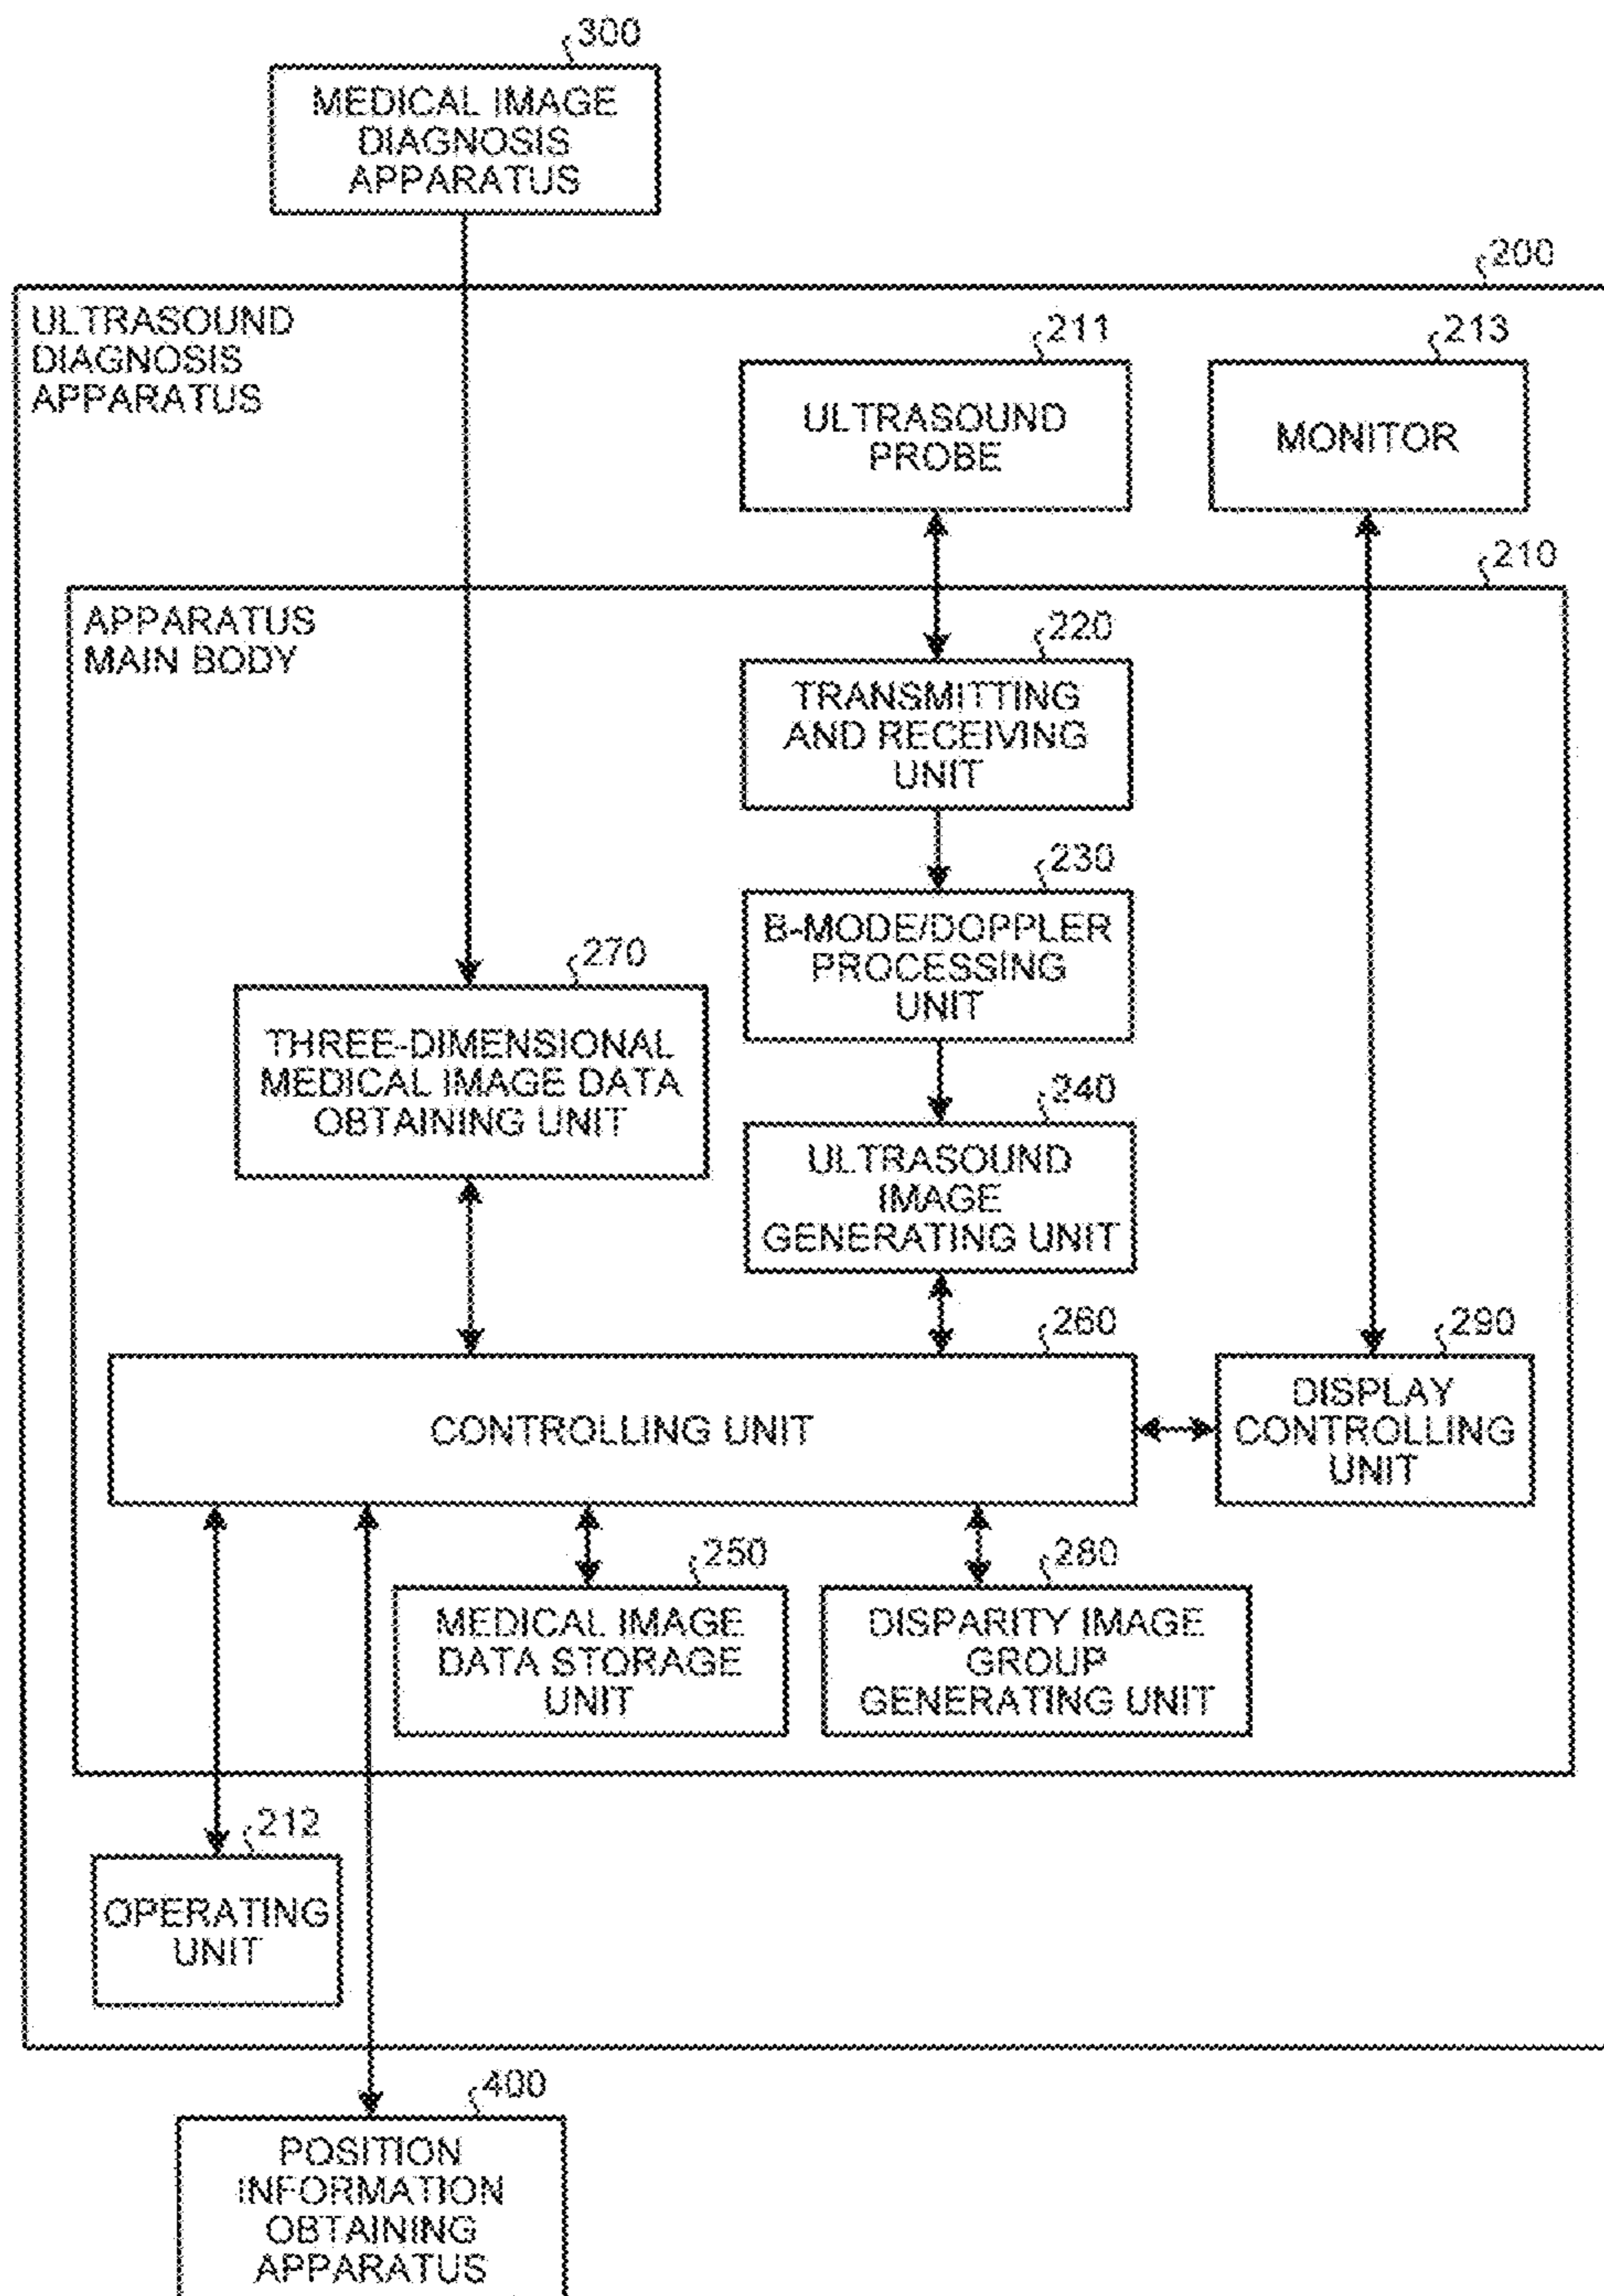 300
MEDICAL IMAGE
DIAGNOSIS
APPARATUS
200
ULTRASOUND
DIAGNOSIS
APPARATUS
211
ULTRASOUND
PROBE
213
MONITOR
210
APPARATUS
MAIN BODY
220
TRANSMITTING
AND RECEIVING
UNIT
230
B-MODE/DOPPLER
PROCESSING
UNIT
270
THREE-DIMENSIONAL
MEDICAL IMAGE DATA
OBTAINING UNIT
240
ULTRASOUND
IMAGE
GENERATING UNIT
260
CONTROLLING UNIT
290
DISPLAY
CONTROLLING
UNIT
250
MEDICAL IMAGE
DATA STORAGE
UNIT
280
DISPARITY IMAGE
GROUP
GENERATING UNIT
212
OPERATING
UNIT
400
POSITION
INFORMATION
OBTAINING
APPARATUS